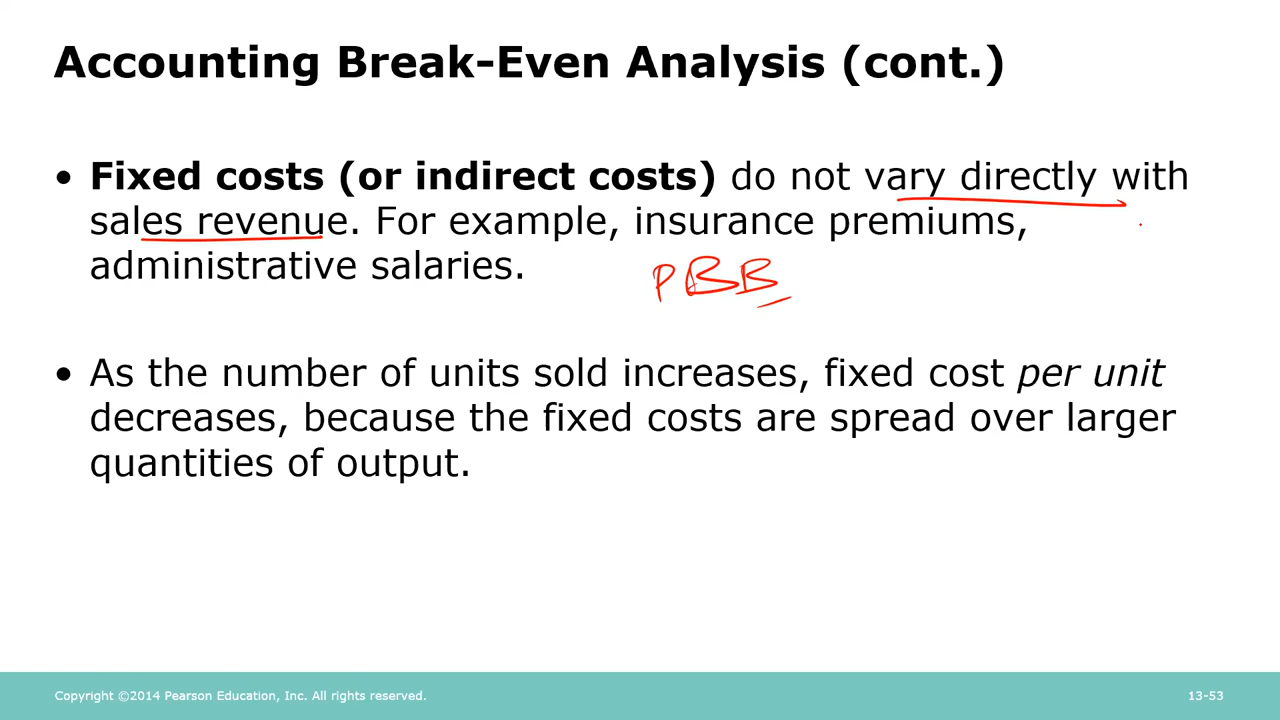 Accounting Break-Even Analysis (cont.)
• Fixed costs (or indirect costs) do not vary directly with
sales revenue. For example, insurance premiums,
administrative salaries.
PBB
• As the number of units sold increases, fixed cost per unit
decreases, because the fixed costs are spread over larger
quantities of output.
Copyright ©2014 Pearson Education, Inc. All rights reserved.
13-53